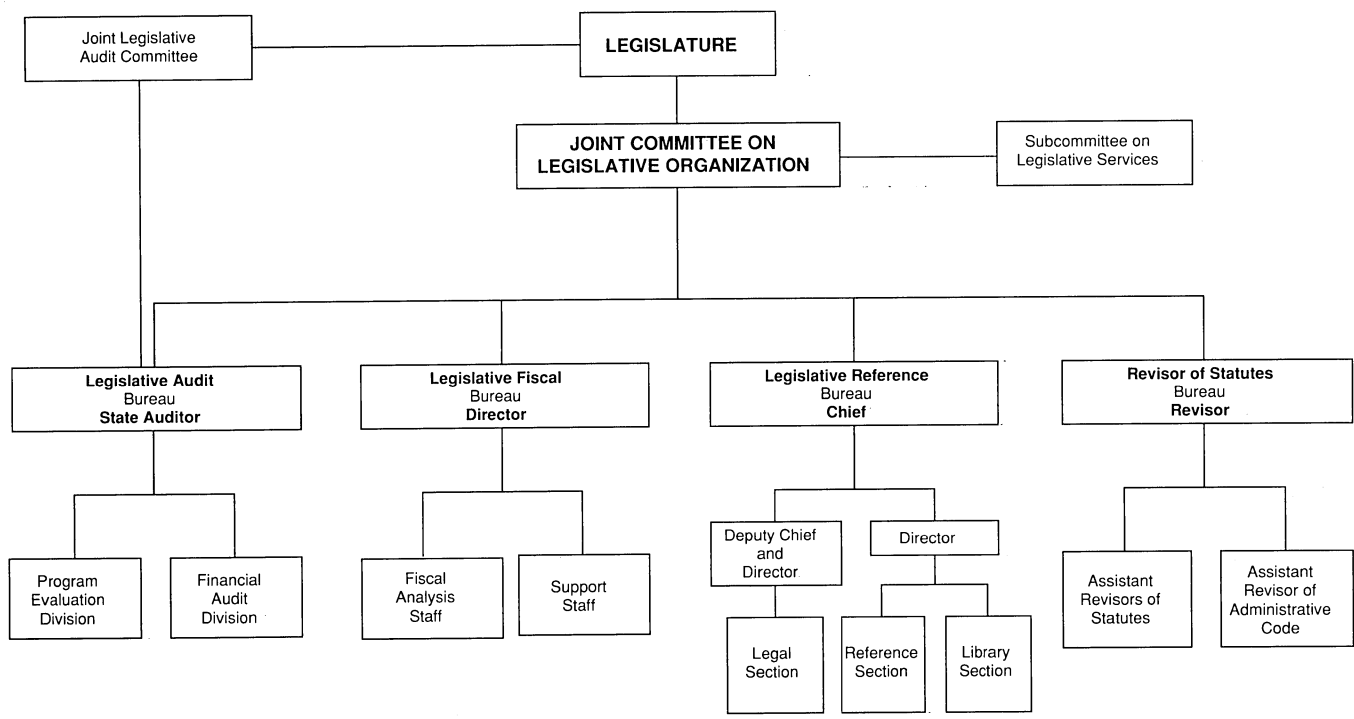 Joint Legislative
Audit Committee
LEGISLATURE
JOINT COMMITTEE ON
LEGISLATIVE ORGANIZATION
Subcommittee on
Legislative Services
Legislative Audit
Bureau
State Auditor
Legislative Fiscal
Bureau
Director
Legislative Reference
Bureau
Chief
Revisor of Statutes
Bureau
Revisor
Program
Evaluation
Division
Financial
Audit
Division
Fiscal
Analysis
Staff
Support
Staff
Deputy Chief
and
Director
Director
Legal
Section
Reference
Section
Library
Section
Assistant
Revisors of
Statutes
Assistant
Revisor of
Administrative
Code